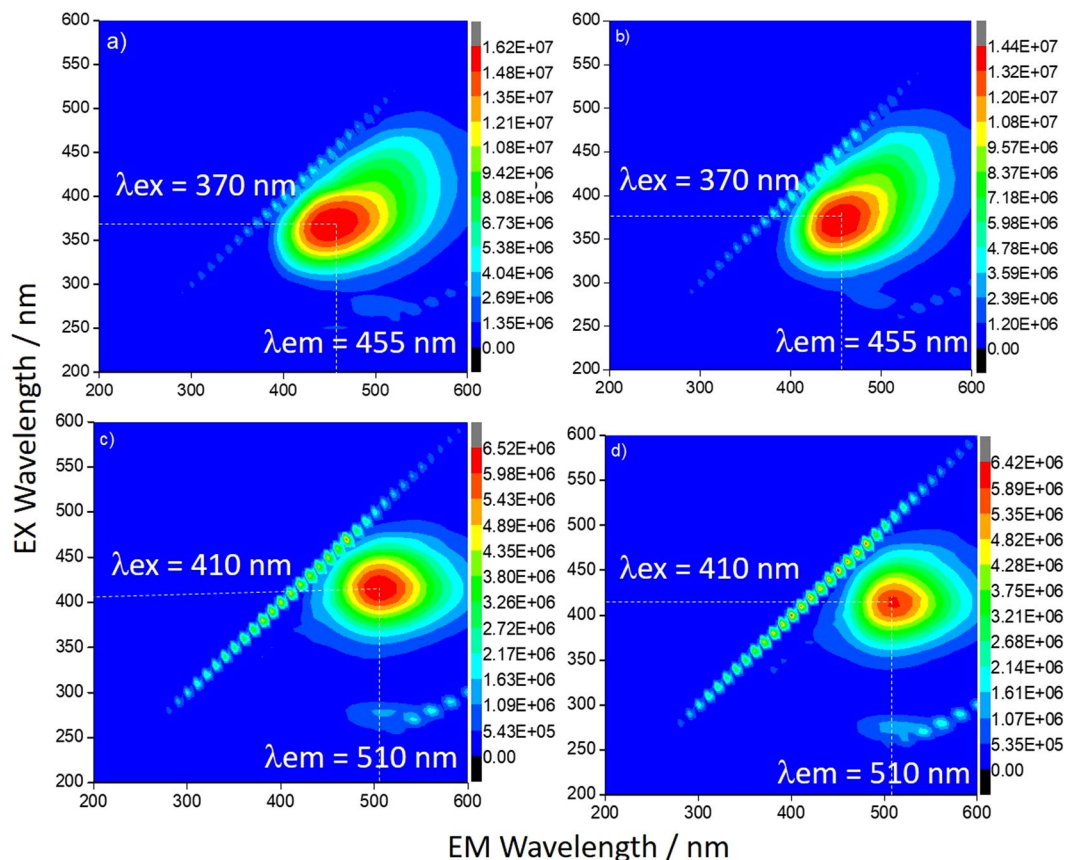 EX Wavelength / nm
a)
600
550
500
450
400
350
300
250
200
200 300 400 500 600
λex = 370 nm
λem = 455 nm
1.62E+07
1.48E+07
1.35E+07
1.21E+07
1.08E+07
9.42E+06
8.08E+06
6.73E+06
5.38E+06
4.04E+06
2.69E+06
1.35E+06
0.00
b)
600
550
500
450
400
350
300
250
200
200 300 400 500 600
λex = 370 nm
λem = 455 nm
1.44E+07
1.32E+07
1.20E+07
1.08E+07
9.57E+06
8.37E+06
7.18E+06
5.98E+06
4.78E+06
3.59E+06
2.39E+06
1.20E+06
0.00
c)
600
550
500
450
400
350
300
250
200
200 300 400 500 600
λex = 410 nm
λem = 510 nm
6.52E+06
5.98E+06
5.43E+06
4.89E+06
4.35E+06
3.80E+06
3.26E+06
2.72E+06
2.17E+06
1.63E+06
1.09E+06
5.43E+05
0.00
d)
600
550
500
450
400
350
300
250
200
200 300 400 500 600
λex = 410 nm
λem = 510 nm
6.42E+06
5.89E+06
5.35E+06
4.82E+06
4.28E+06
3.75E+06
3.21E+06
2.68E+06
2.14E+06
1.61E+06
1.07E+06
5.35E+05
0.00
EM Wavelength / nm